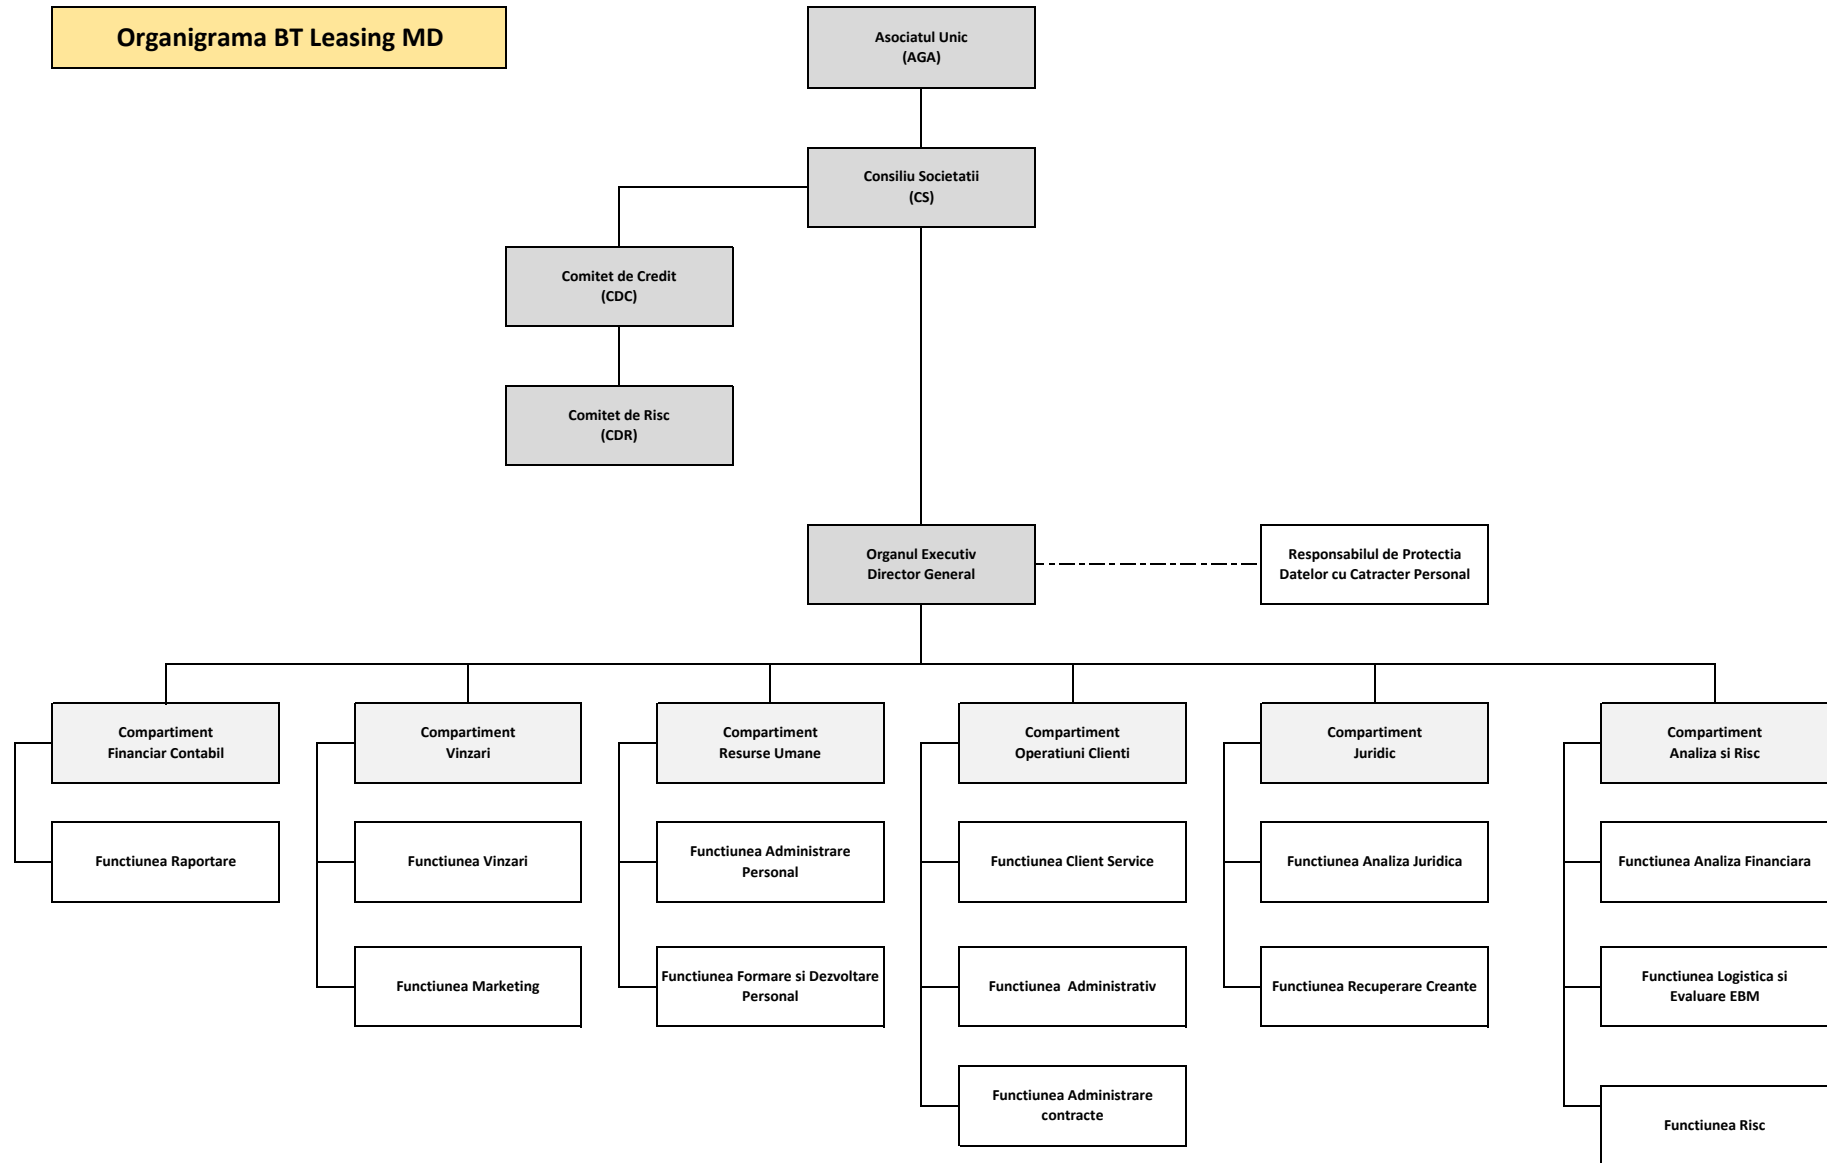 Organigrama BT Leasing MD
Asociatul Unic
(AGA)
Consiliu Societatii
(CS)
Comitet de Credit
(CDC)
Comitet de Risc
(CDR)
Organul Executiv
Director General
Responsabilul de Protectia
Datelor cu Catracter Personal
Compartiment
Financiar Contabil
Compartiment
Vinzari
Compartiment
Resurse Umane
Compartiment
Operatiuni Clienti
Compartiment
Juridic
Compartiment
Analiza si Risc
Functiunea Raportare
Functiunea Vinzari
Functiunea Administrare
Personal
Functiunea Client Service
Functiunea Analiza Juridica
Functiunea Analiza Financiara
Functiunea Marketing
Functiunea Formare si Dezvoltare
Personal
Functiunea  Administrativ
Functiunea Recuperare Creante
Functiunea Logistica si
Evaluare EBM
Functiunea Administrare
contracte
Functiunea Risc